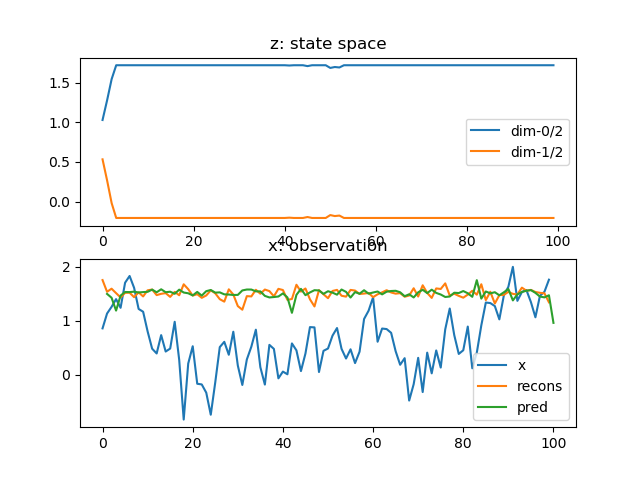 z: state space
1.5
1.0
0.5
0.0
dim-0/2
dim-1/2
0 20 40 60 80 100
x: observation
2
1
0
x
recons
pred
0 20 40 60 80 100